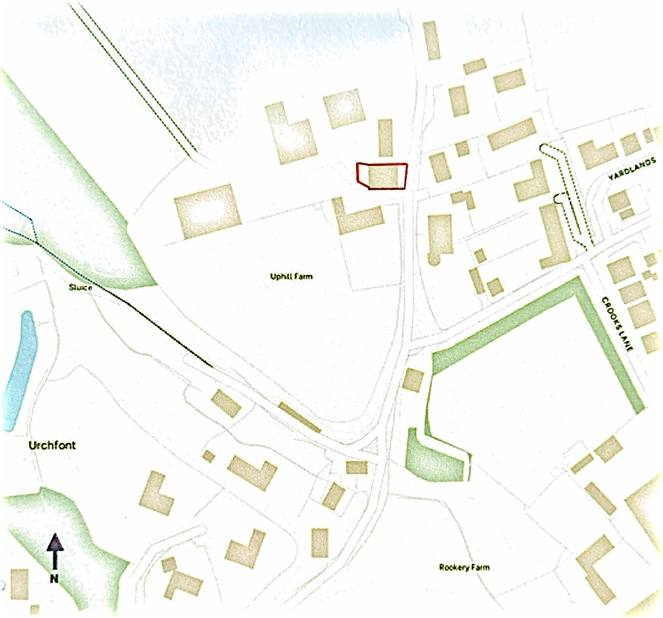 YARDLANDS
Uphill Farm
Sluice
CROOKS LANE
Urchfont
N
Rookery Farm